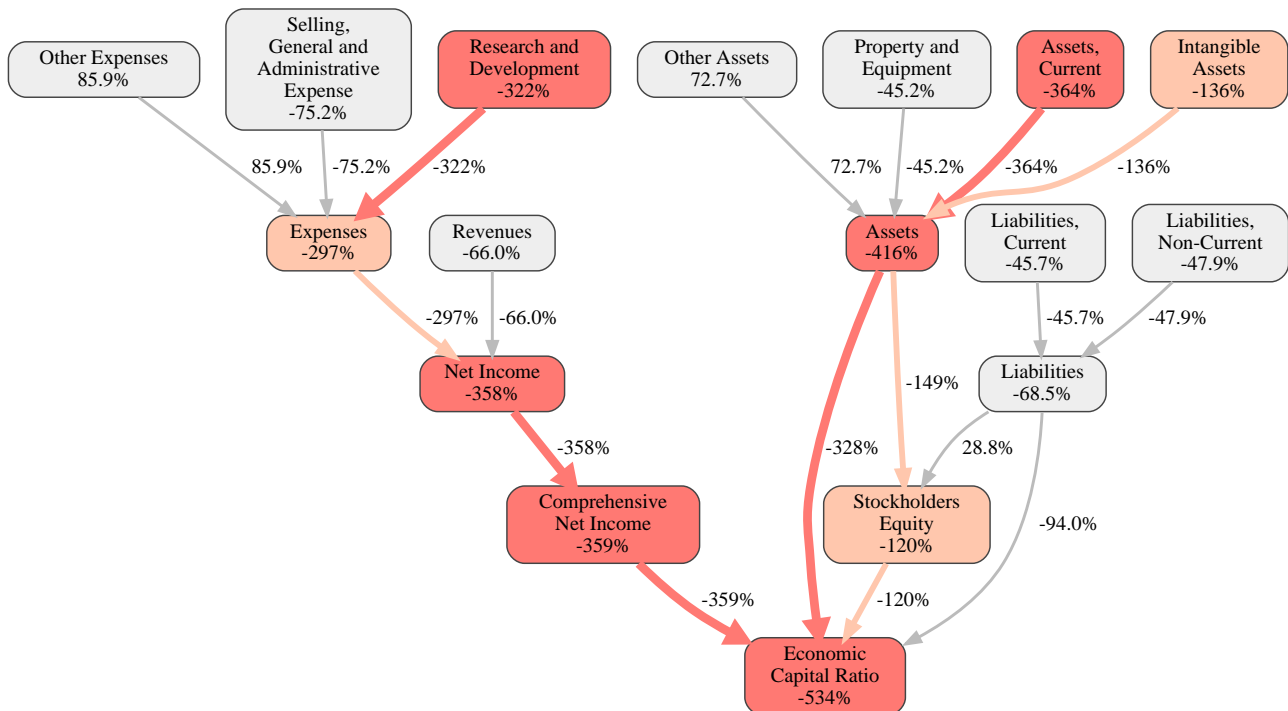 Other Expenses
85.9%
Selling,
General and
Administrative
Expense
-75.2%
Research and
Development
-322%
Other Assets
72.7%
Property and
Equipment
-45.2%
Assets,
Current
-364%
Intangible
Assets
-136%
85.9%
-75.2%
-322%
72.7%
-45.2%
-364%
-136%
Expenses
-297%
Revenues
-66.0%
Assets
-416%
Liabilities,
Current
-45.7%
Liabilities,
Non-Current
-47.9%
-297%
-66.0%
-45.7%
-47.9%
Net Income
-358%
-149%
Liabilities
-68.5%
-358%
-328%
28.8%
Comprehensive
Net Income
-359%
Stockholders
Equity
-120%
-94.0%
-359%
-120%
Economic
Capital Ratio
-534%